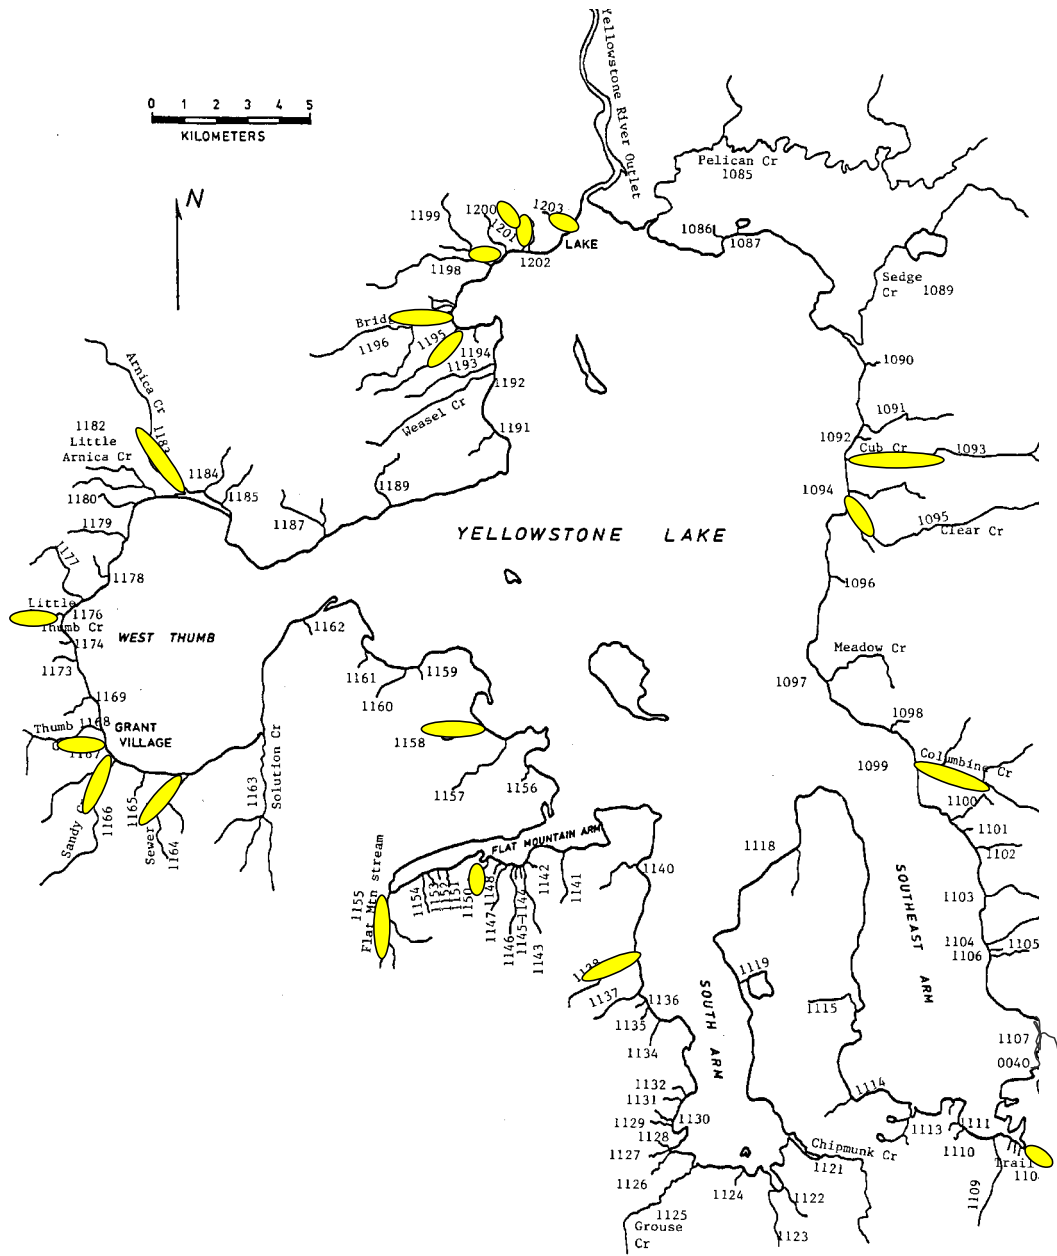 Yellowstone River Outlet
0 1 2 3 4 5
KILOMETERS
N
Pelican Cr
1085
1086
1087
Sedge
Cr 1089
1090
1091
1092
Cub Cr
1093
1094
1095
Clear Cr
1096
Meadow Cr
1097
1098
1099
Columbine Cr
1100
1101
1102
1103
1104
1105
1106
1107
0040
Trail
1109
1110
1111
1113
1114
1115
Chipmunk Cr
1121
1122
1123
1124
1125
Grouse
Cr
1126
1127
1128
1129
1130
1131
1132
1134
1135
1136
1137
1138
1118
1119
1140
1141
1142
1143
1144
1145
1146
1147
1148
1150
1151
1152
1153
1154
1155
Flat Mtn stream
FLAT MOUNTAIN ARM
SOUTH ARM
SOUTHEAST ARM
1156
1157
1158
1159
1160
1161
1162
1163
Solution Cr
1164
Sewer
1165
1166
Sandy
1167
Thumb 1168
GRANT
VILLAGE
1169
1173
1174
Little
1176
Thumb Cr
WEST THUMB
1177
1178
1179
1180
1182
Little
Arnica Cr
Arnica Cr
1184
1185
1187
1189
1191
1192
Weasel Cr
1193
1194
1195
1196
1198
1199
1200
1201
1202
1203
LAKE
YELLOWSTONE LAKE